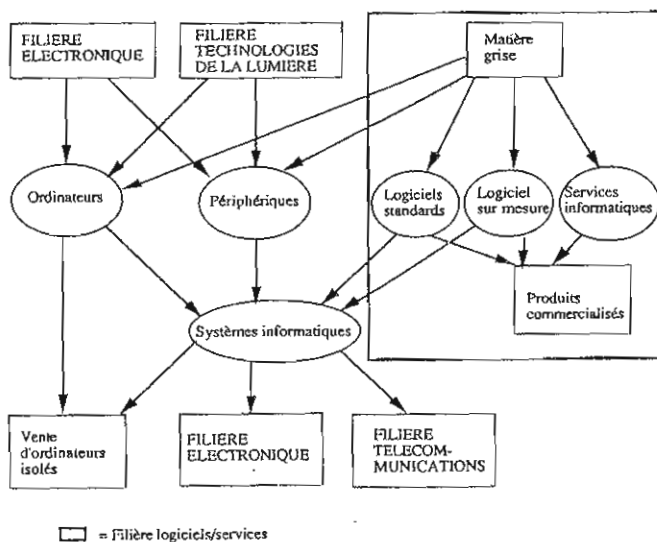 FILIERE
ELECTRONIQUE
FILIERE
TECHNOLOGIES
DE LA LUMIERE
Matière
grise
Ordinateurs
Périphériques
Logiciels
standards
Logiciel
sur mesure
Services
informatiques
Produits
commercialisés
Systèmes informatiques
Vente
d'ordinateurs
isolés
FILIERE
ELECTRONIQUE
FILIERE
TELECOM-
MUNICATIONS
= Filière logiciels/services